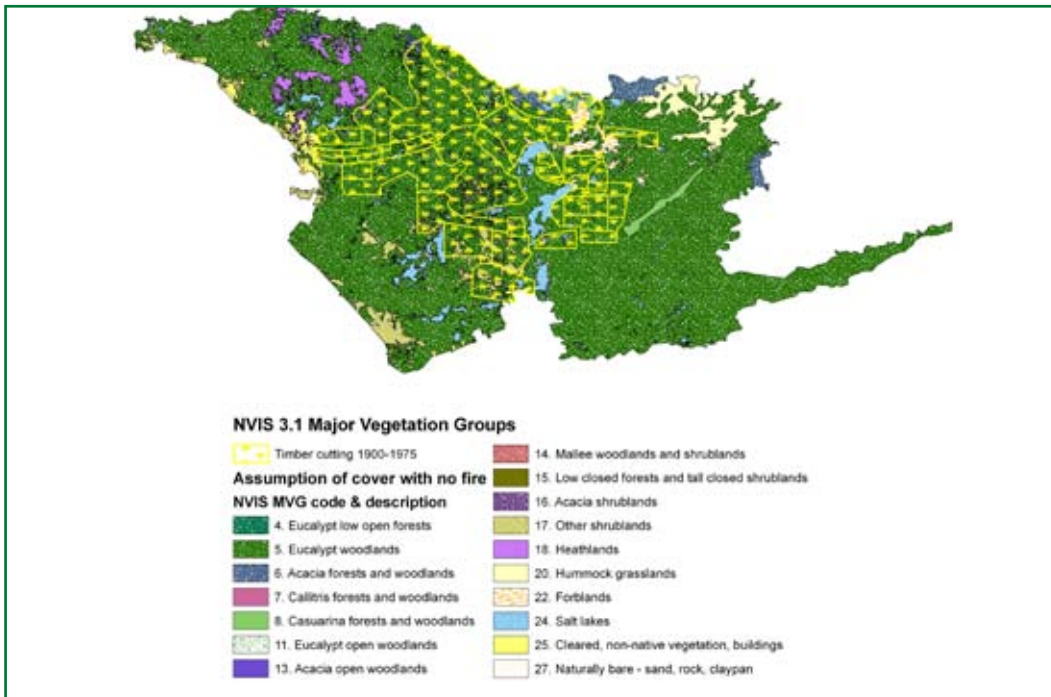 NVIS 3.1 Major Vegetation Groups
Timber cutting 1900-1975
Assumption of cover with no fire
NVIS MVG code & description
4. Eucalypt low open forests
5. Eucalypt woodlands
6. Acacia forests and woodlands
7. Callitris forests and woodlands
8. Casuarina forests and woodlands
11. Eucalypt open woodlands
13. Acacia open woodlands
14. Mallee woodlands and shrublands
15. Low closed forests and tall closed shrublands
16. Acacia shrublands
17. Other shrublands
18. Heathlands
20. Hummock grasslands
22. Forblands
24. Salt lakes
25. Cleared, non-native vegetation, buildings
27. Naturally bare - sand, rock, claypan